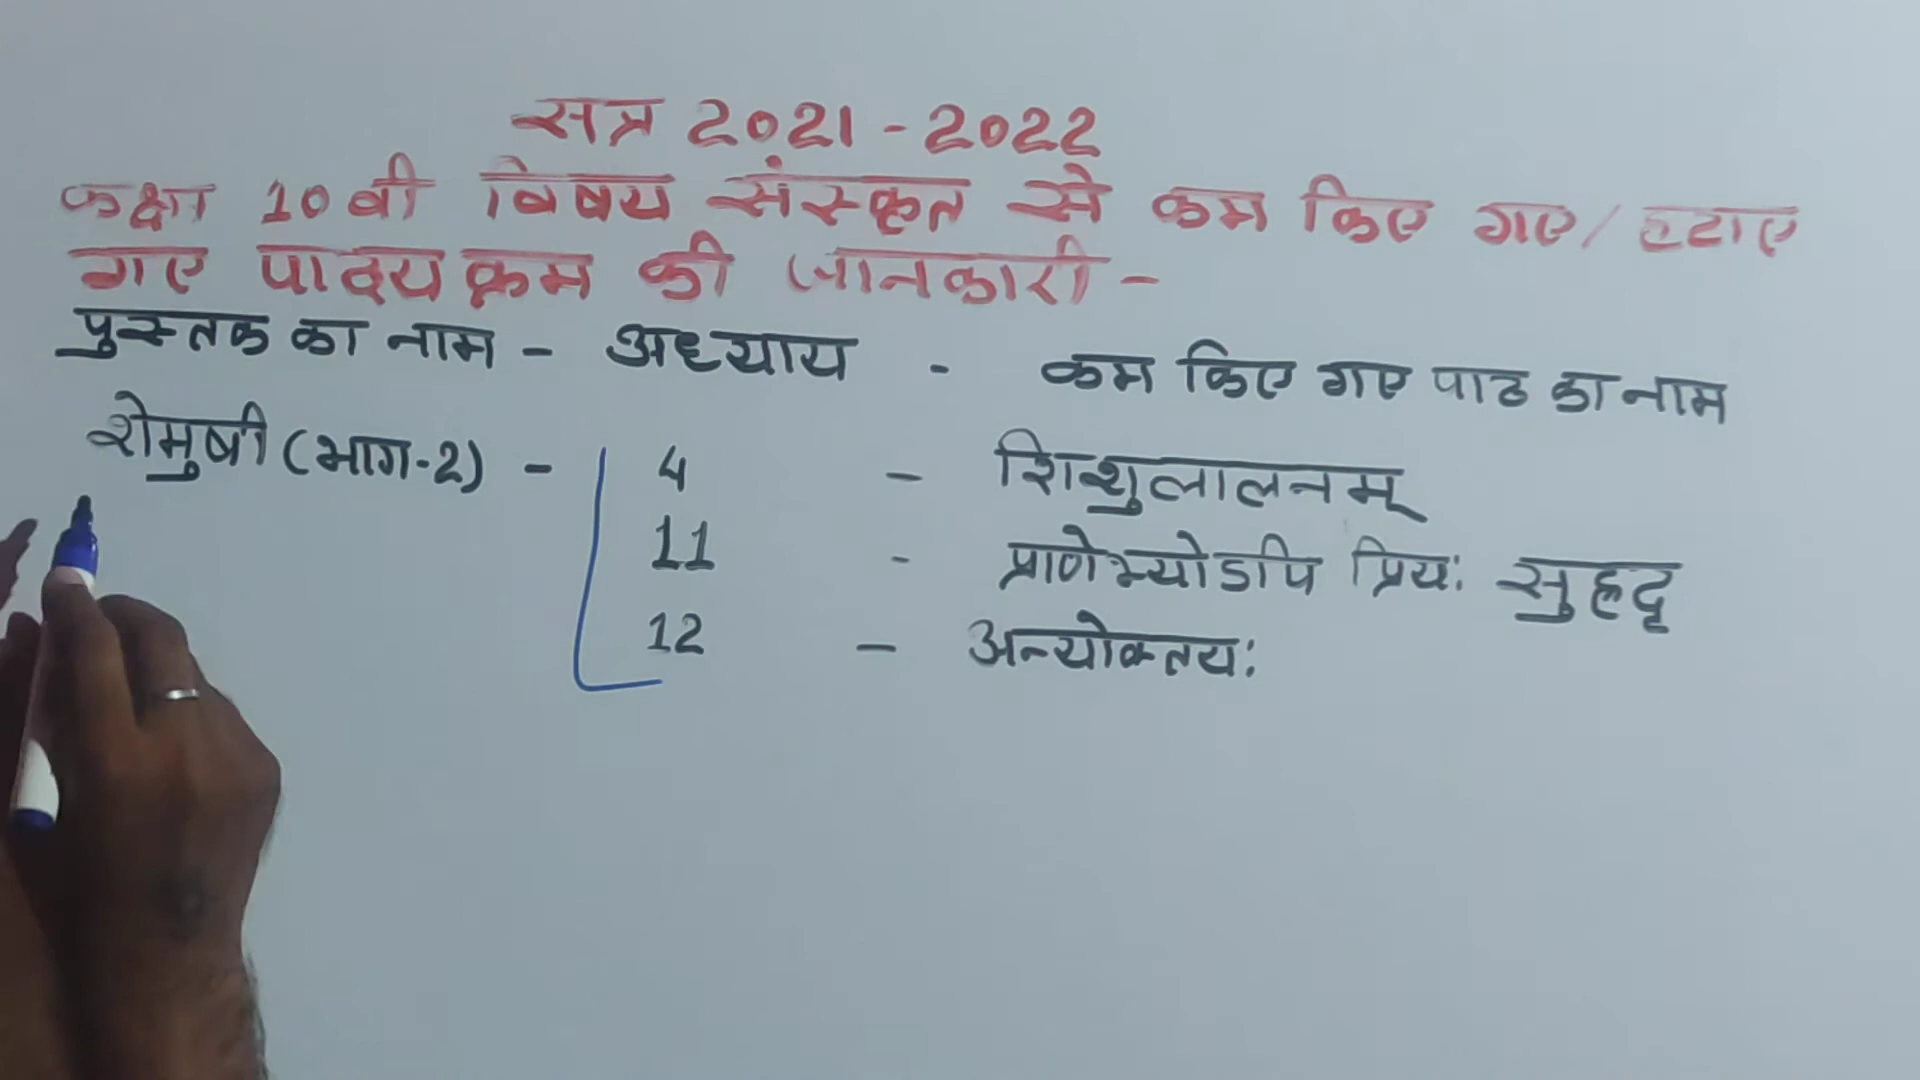 सत्र 2021-2022
कक्षा 10 वी विषय संस्कृत से कम किए गए / हटाए
गए पाठ्यक्रम की जानकारी -
पुस्तक का नाम - अध्याय - कम किए गए पाठ का नाम
शेमुषी (भाग-2) - 4 - शिशुलालनम्
11 - प्राणेभ्योऽपि प्रियः सुहृद्
12 - अन्योक्तयः